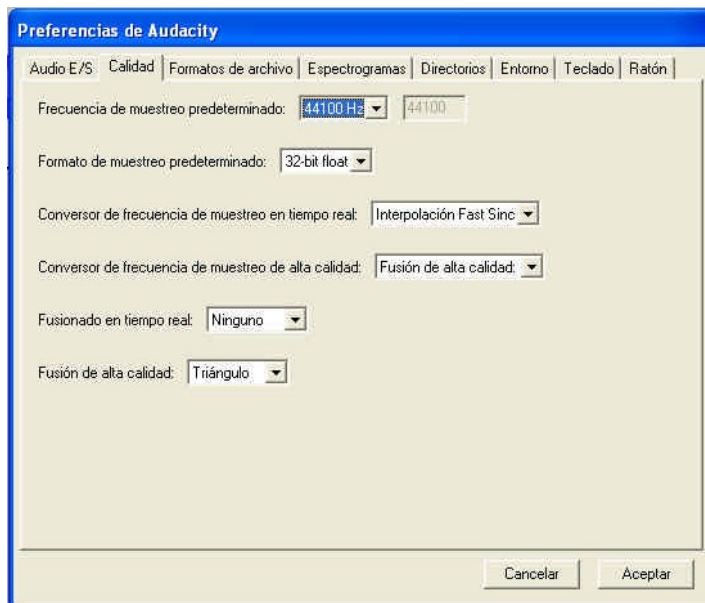 Preferencias de Audacity
Audio E/S Calidad Formatos de archivo Espectrogramas Directorios Entorno Teclado Ratón
Frecuencia de muestreo predeterminado: 44100 Hz 44100
Formato de muestreo predeterminado: 32-bit float
Conversor de frecuencia de muestreo en tiempo real: Interpolación Fast Sinc
Conversor de frecuencia de muestreo de alta calidad: Fusión de alta calidad:
Fusionado en tiempo real: Ninguno
Fusión de alta calidad: Triángulo
Cancelar Aceptar